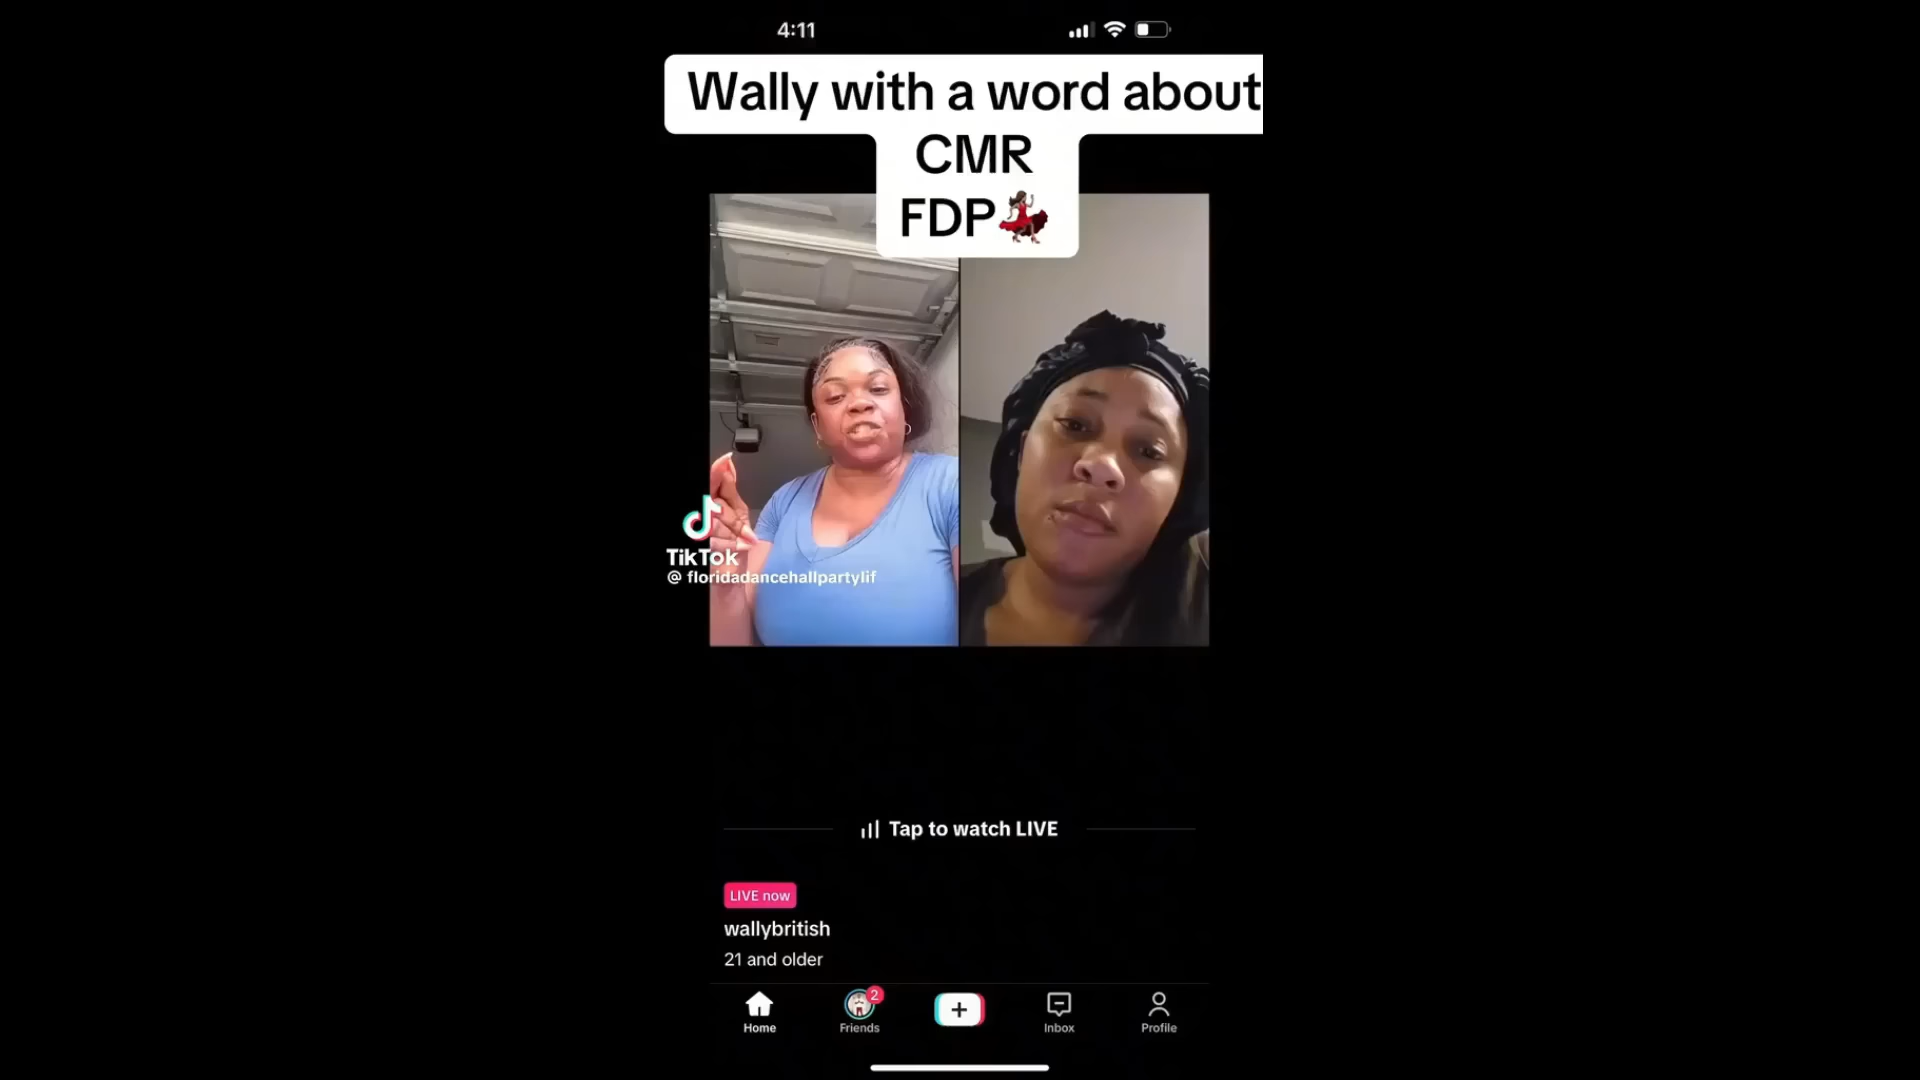 4:11
Wally with a word about
CMR
FDP
TikTok
@ floridadancehallpartylif
Tap to watch LIVE
LIVE now
wallybritish
21 and older
2
Home
Friends
Inbox
Profile